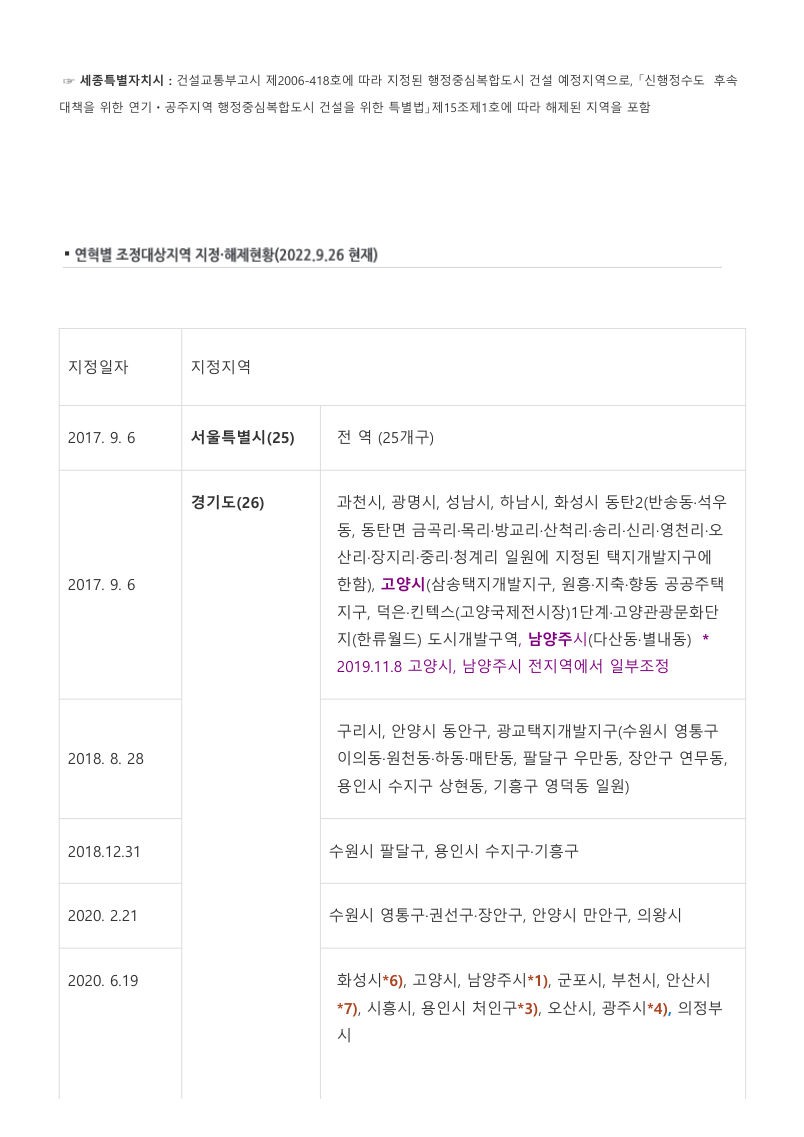 ☞ 세종특별자치시 : 건설교통부고시 제2006-418호에 따라 지정된 행정중심복합도시 건설 예정지역으로, 「신행정수도 후속
대책을 위한 연기・공주지역 행정중심복합도시 건설을 위한 특별법」제15조제1호에 따라 해제된 지역을 포함
▪ 연혁별 조정대상지역 지정·해제현황(2022.9.26 현재)
지정일자 지정지역
2017. 9. 6 서울특별시(25) 전 역 (25개구)
2017. 9. 6
경기도(26)
과천시, 광명시, 성남시, 하남시, 화성시 동탄2(반송동·석우
동, 동탄면 금곡리·목리·방교리·산척리·송리·신리·영천리·오
산리·장지리·중리·청계리 일원에 지정된 택지개발지구에
한함), 고양시(삼송택지개발지구, 원흥·지축·향동 공공주택
지구, 덕은·킨텍스(고양국제전시장)1단계·고양관광문화단
지(한류월드) 도시개발구역, 남양주시(다산동·별내동) *
2019.11.8 고양시, 남양주시 전지역에서 일부조정
2018. 8. 28
구리시, 안양시 동안구, 광교택지개발지구(수원시 영통구
이의동·원천동·하동·매탄동, 팔달구 우만동, 장안구 연무동,
용인시 수지구 상현동, 기흥구 영덕동 일원)
2018.12.31 수원시 팔달구, 용인시 수지구·기흥구
2020. 2.21 수원시 영통구·권선구·장안구, 안양시 만안구, 의왕시
2020. 6.19
화성시*6), 고양시, 남양주시*1), 군포시, 부천시, 안산시
*7), 시흥시, 용인시 처인구*3), 오산시, 광주시*4), 의정부
시